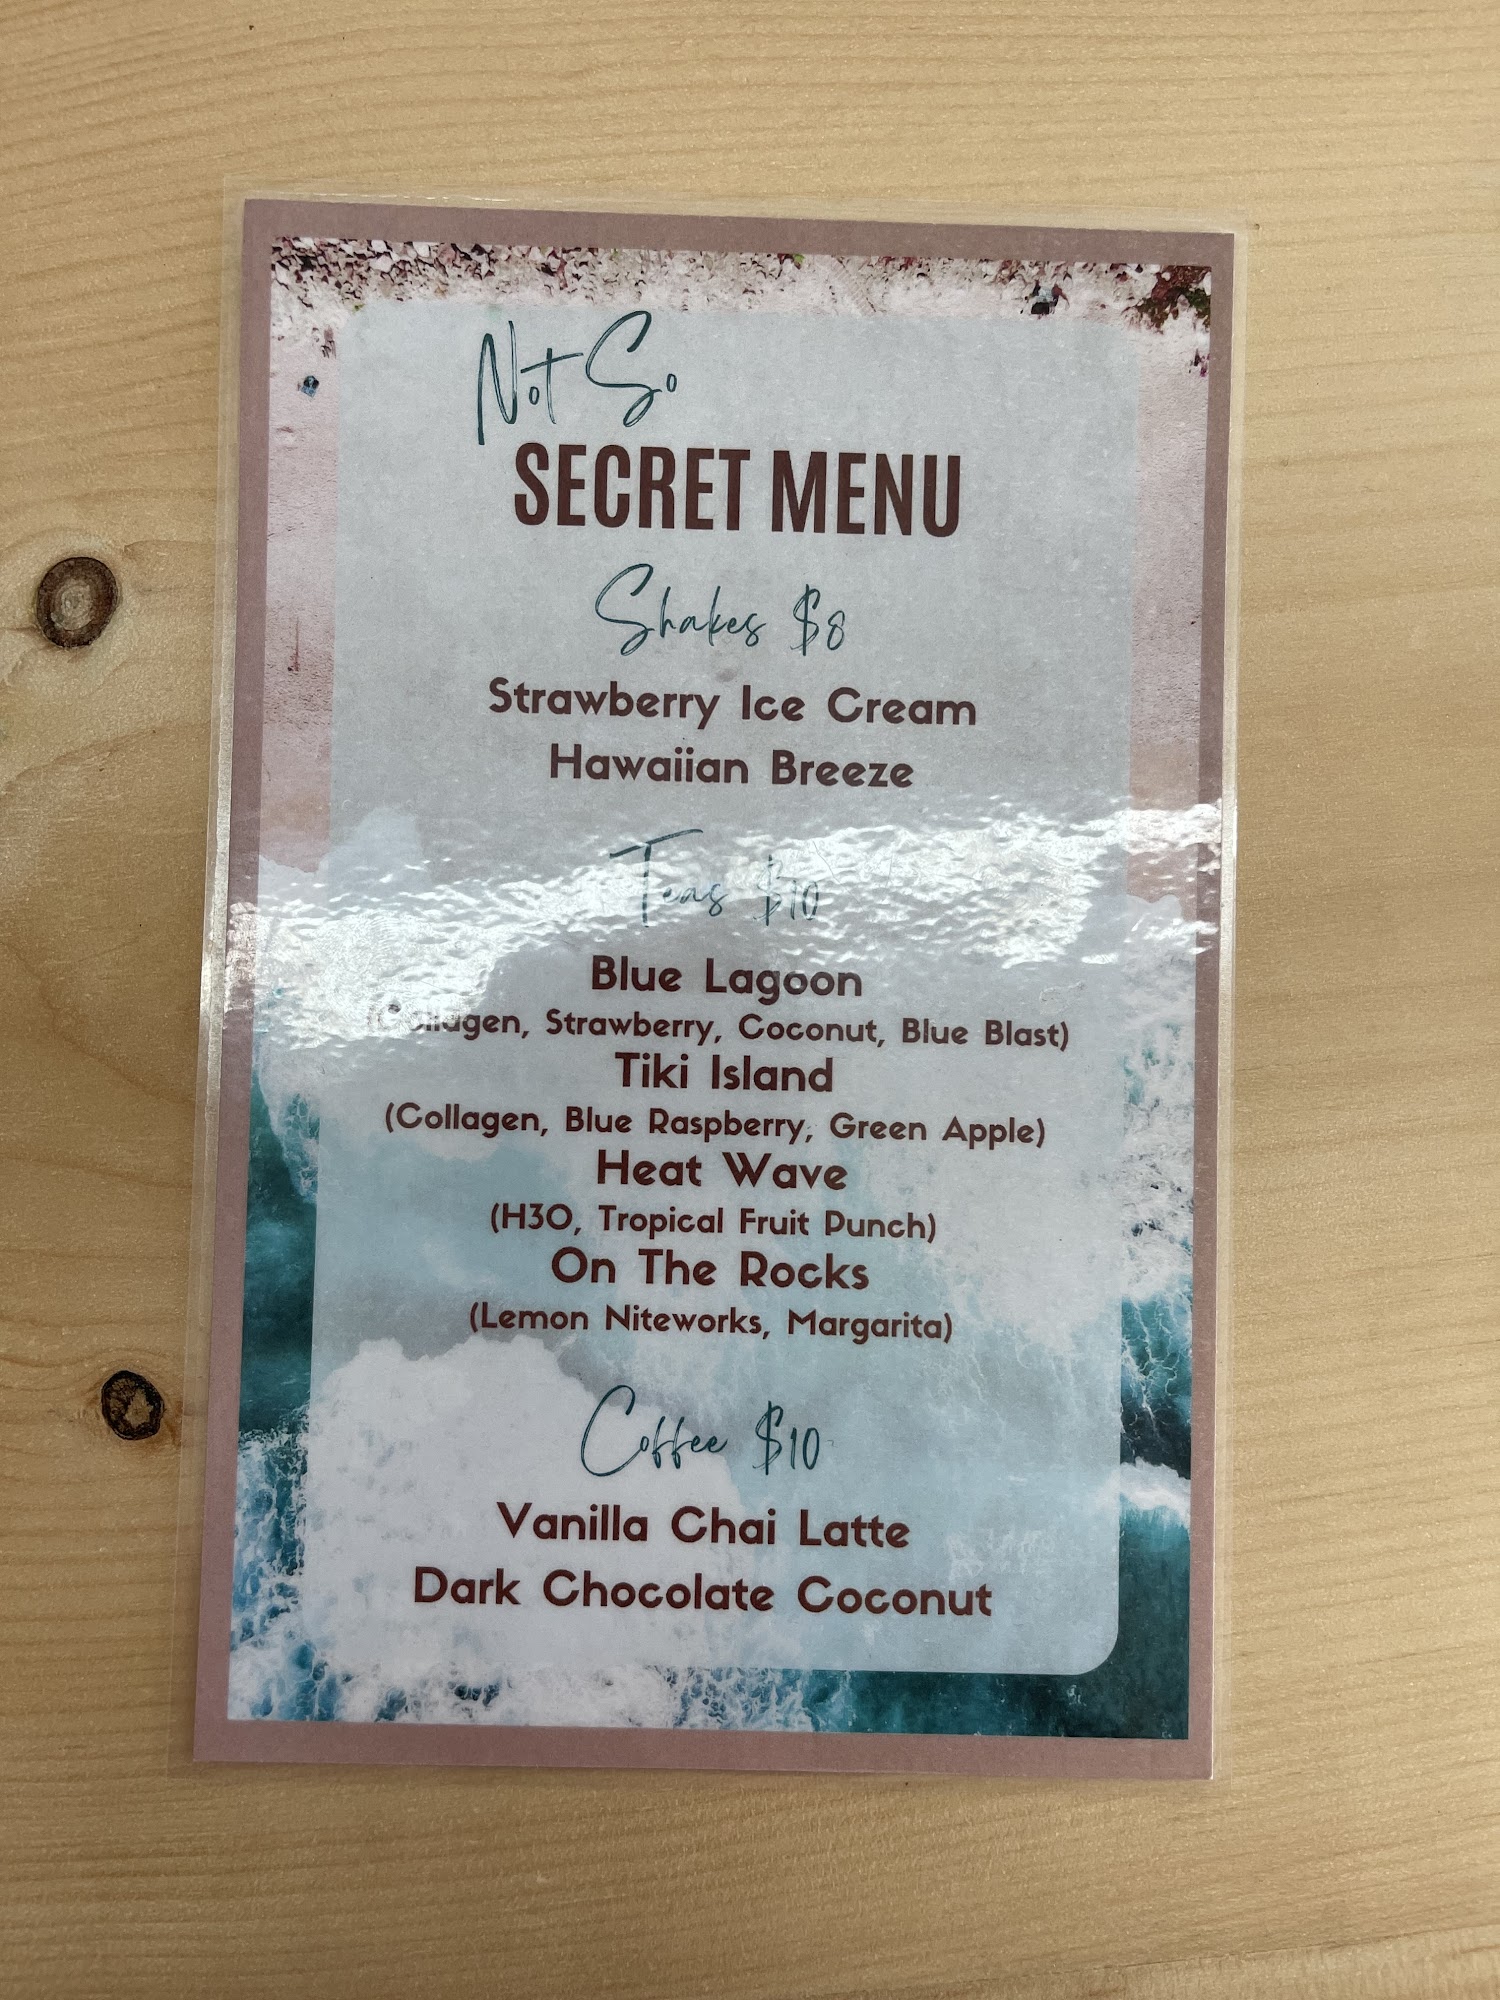 Not So
SECRET MENU
Shakes $8
Strawberry Ice Cream
Hawaiian Breeze
Teas $10
Blue Lagoon
(Collagen, Strawberry, Coconut, Blue Blast)
Tiki Island
(Collagen, Blue Raspberry, Green Apple)
Heat Wave
(H3O, Tropical Fruit Punch)
On The Rocks
(Lemon Niteworks, Margarita)
Coffee $10
Vanilla Chai Latte
Dark Chocolate Coconut